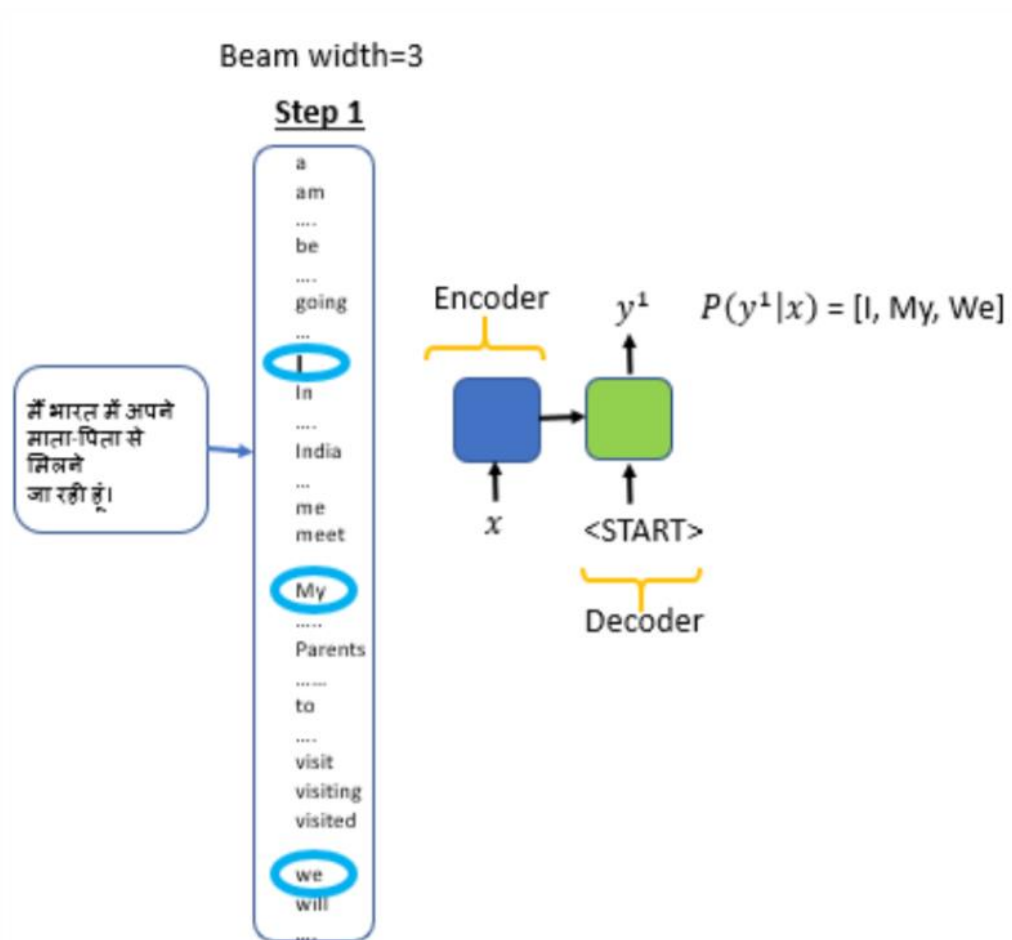 Beam width=3
Step 1
मैं भारत में अपने
माता-पिता से
मिलने
जा रही हूं।
a
am
....
be
....
going
...
I
In
....
India
...
me
meet
My
.....
Parents
......
to
....
visit
visiting
visited
we
will
....
Encoder
x
y¹
<START>
Decoder
P(y¹|x) = [I, My, We]